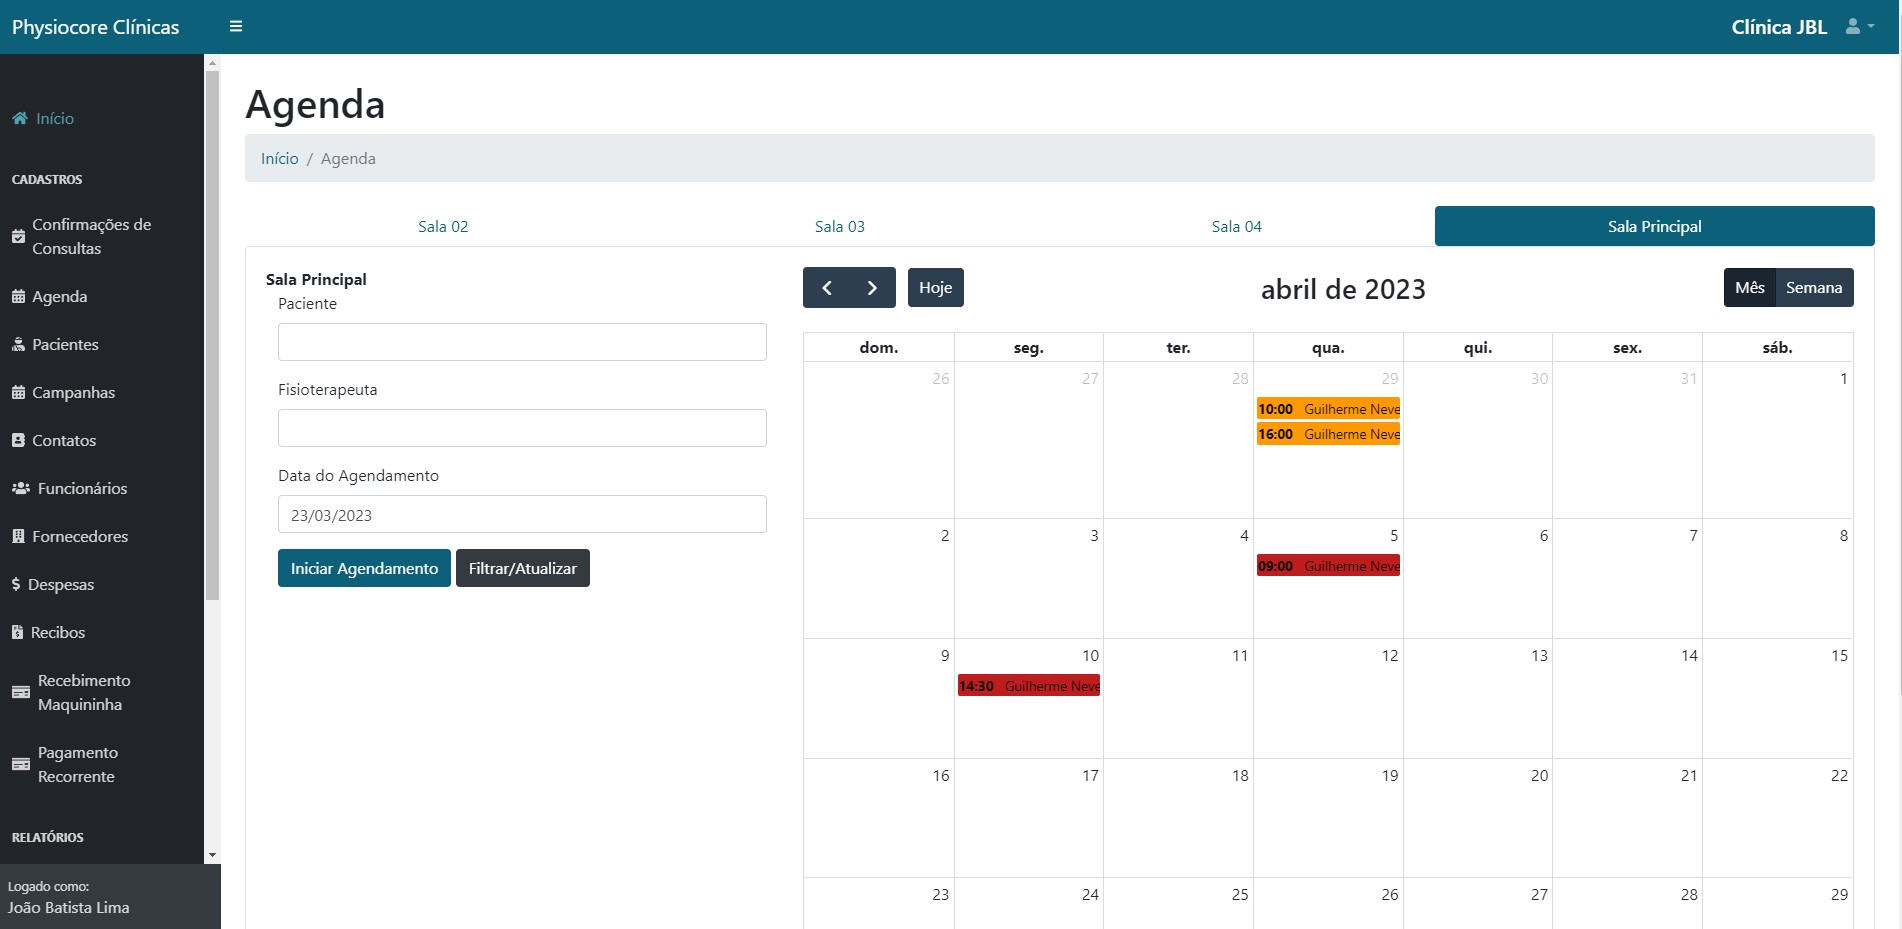 Physiocore Clínicas
Clínica JBL
Início
CADASTROS
Confirmações de
Consultas
Agenda
Pacientes
Campanhas
Contatos
Funcionários
Fornecedores
Despesas
Recibos
Recebimento
Maquininha
Pagamento
Recorrente
RELATÓRIOS
Logado como:
João Batista Lima
Agenda
Início / Agenda
Sala 02 Sala 03 Sala 04 Sala Principal
Sala Principal
Paciente
Fisioterapeuta
Data do Agendamento
23/03/2023
Iniciar Agendamento Filtrar/Atualizar
Hoje abril de 2023 Mês Semana
dom. seg. ter. qua. qui. sex. sáb.
26 27 28 29 30 31 1
10:00 Guilherme Neve
16:00 Guilherme Neve
2 3 4 5 6 7 8
09:00 Guilherme Neve
9 10 11 12 13 14 15
14:30 Guilherme Neve
16 17 18 19 20 21 22
23 24 25 26 27 28 29